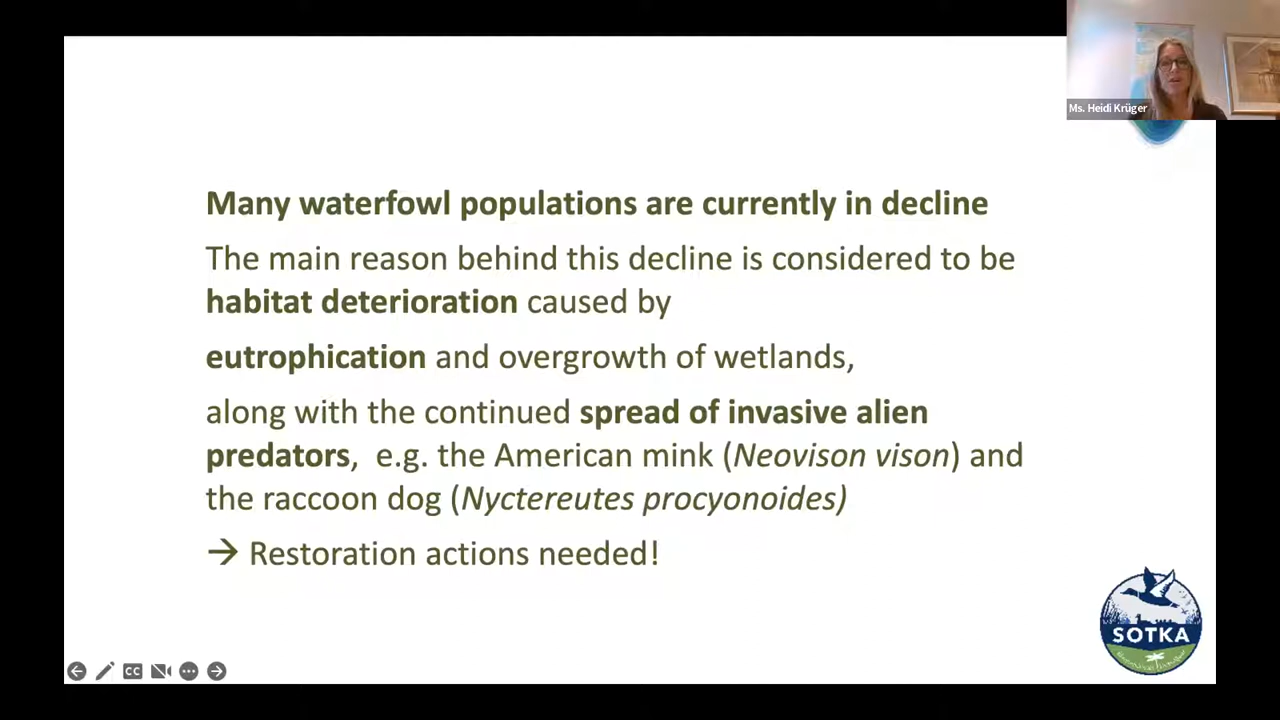 Ms. Heidi Krüger
Many waterfowl populations are currently in decline
The main reason behind this decline is considered to be
habitat deterioration caused by
eutrophication and overgrowth of wetlands,
along with the continued spread of invasive alien
predators,  e.g. the American mink (Neovison vison) and
the raccoon dog (Nyctereutes procyonoides)
→ Restoration actions needed!
SOTKA
CC